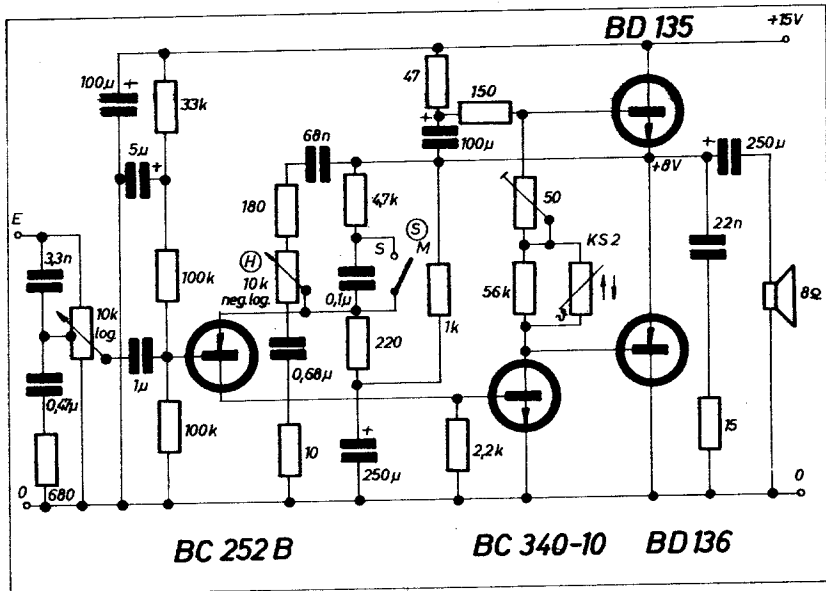 BD 135
+15V
100µ
+
33k
47
150
+
100µ
68n
5µ
+
180
4,7k
50
+8V
+
250µ
E
3,3n
10k
log.
100k
H
10k
neg.log.
S
S
M
0,1µ
1k
56k
KS 2
ϑ
22n
8Ω
1µ
220
0,47µ
680
100k
0,68µ
10
+
250µ
2,2k
15
0
0
BC 252 B
BC 340-10
BD 136